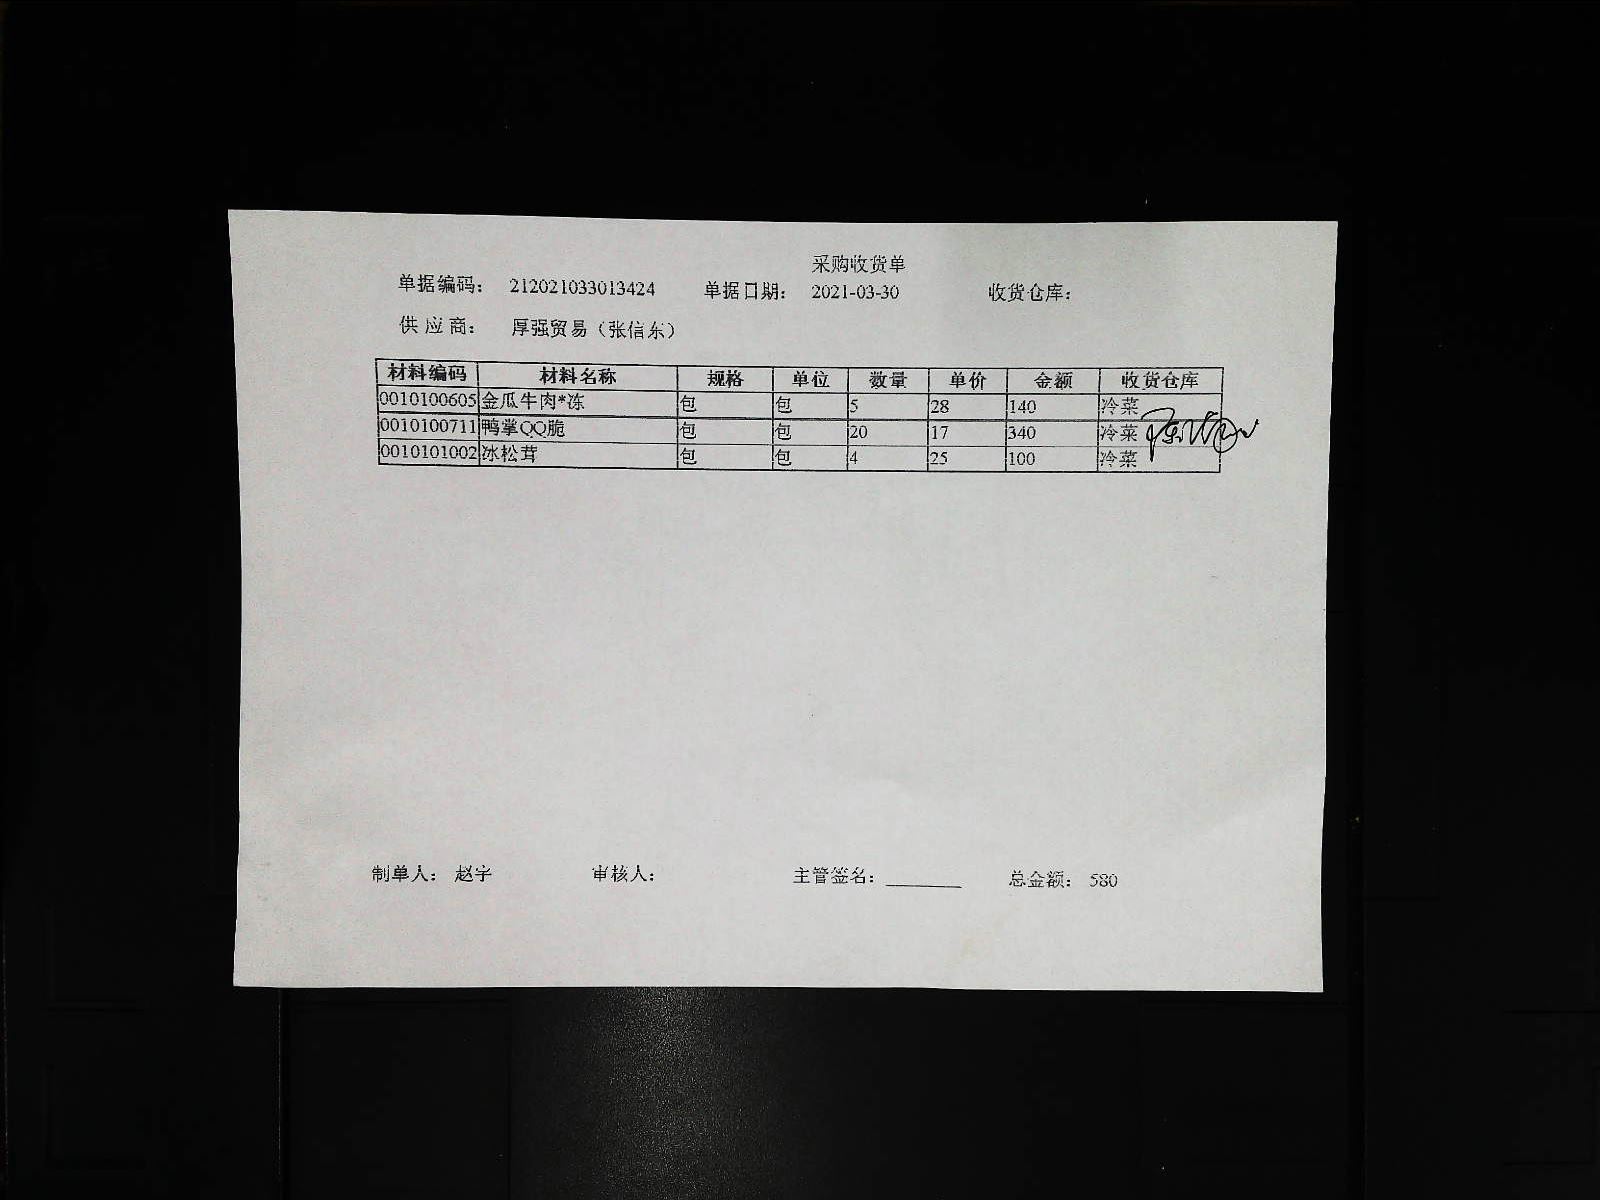 采购收货单
单据编码： 212021033013424 单据日期： 2021-03-30 收货仓库：
供 应 商： 厚强贸易（张信东）
材料编码 材料名称 规格 单位 数量 单价 金额 收货仓库
0010100605 金瓜牛肉*冻 包 包 5 28 140 冷菜
0010100711 鸭掌QQ脆 包 包 20 17 340 冷菜
0010101002 冰松茸 包 包 4 25 100 冷菜
制单人： 赵宇 审核人： 主管签名：________ 总金额： 580